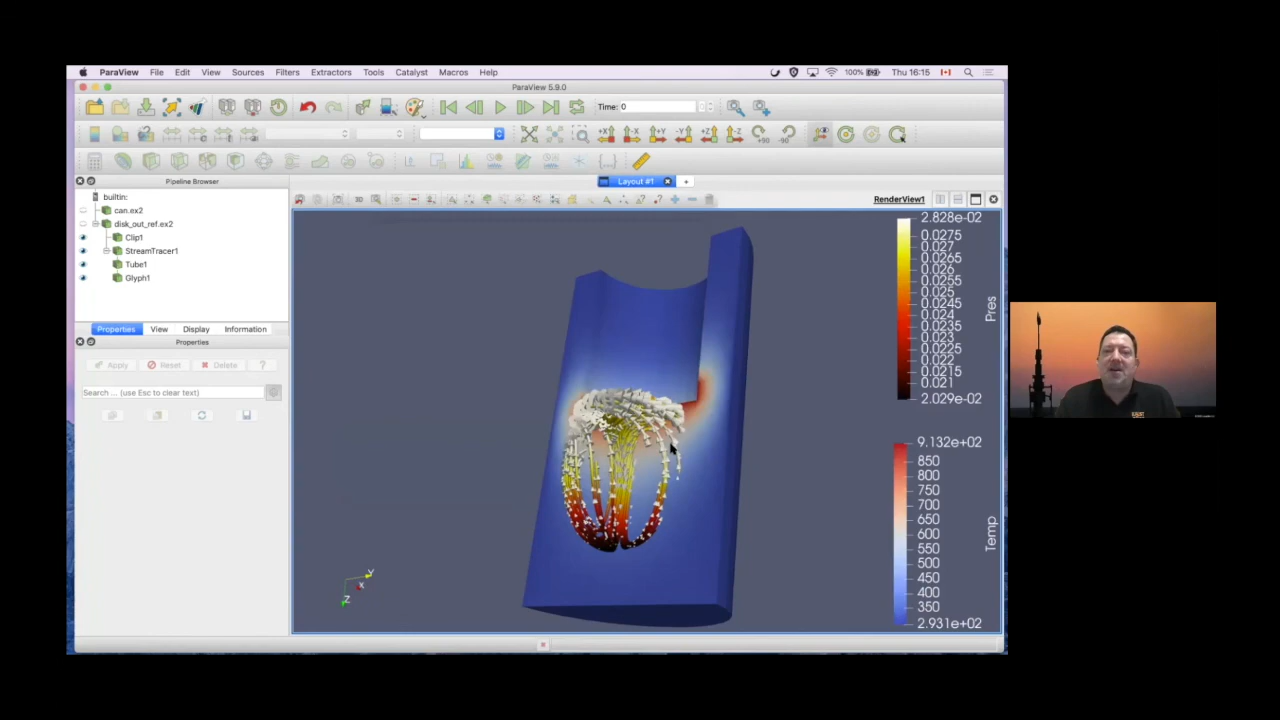 ParaView File Edit View Sources Filters Extractors Tools Catalyst Macros Help 100% Thu 16:15
ParaView 5.9.0
Time: 0
+X -X +Y -Y +Z -Z +90 -90
Pipeline Browser
Layout #1
builtin:
can.ex2
disk_out_ref.ex2
Clip1
StreamTracer1
Tube1
Glyph1
3D
RenderView1
Properties View Display Information
Properties
Apply Reset Delete ?
Search ... (use Esc to clear text)
2.828e-02
0.0275
0.027
0.0265
0.026
0.0255
0.025
0.0245
0.024
0.0235
0.023
0.0225
0.022
0.0215
0.021
2.029e-02
Pres
9.132e+02
850
800
750
700
650
600
550
500
450
400
350
2.931e+02
Temp
Y
X
Z